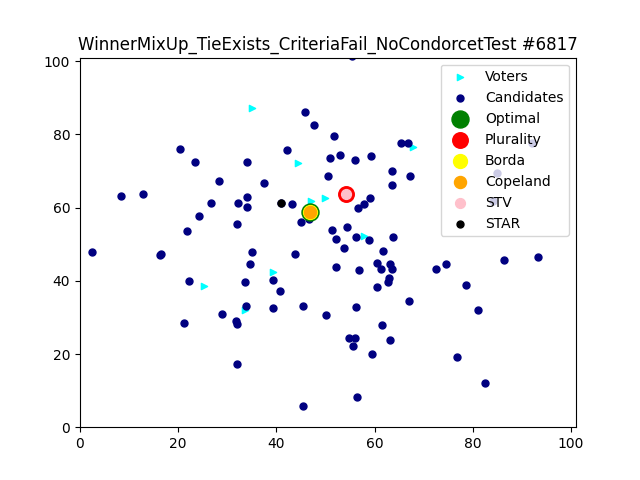 WinnerMixUp_TieExists_CriteriaFail_NoCondorcetTest #6817
100
80
60
40
20
0
0 20 40 60 80 100
Voters
Candidates
Optimal
Plurality
Borda
Copeland
STV
STAR